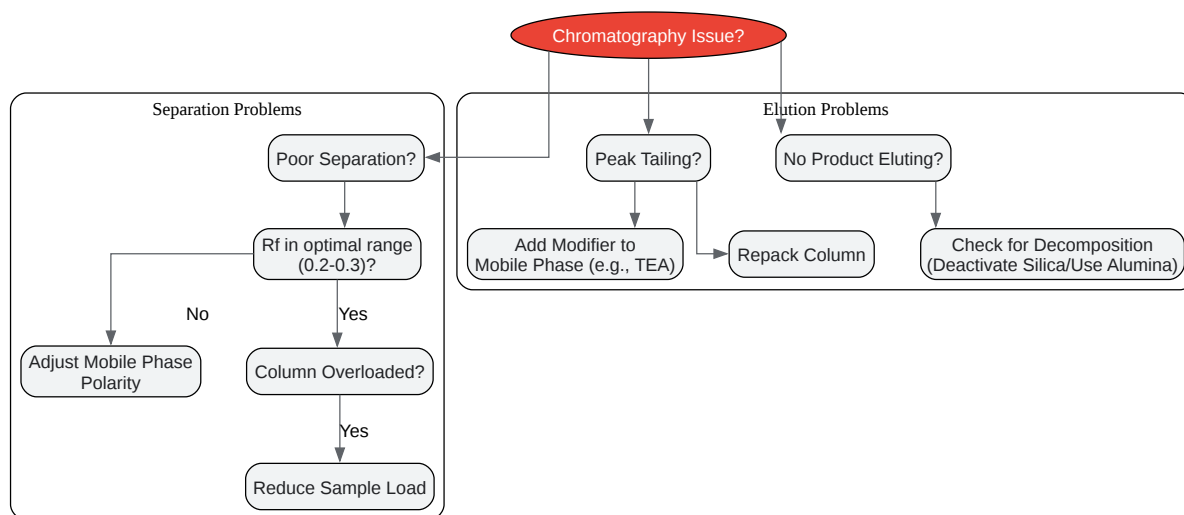 Chromatography Issue?
Separation Problems
Elution Problems
Poor Separation?
Peak Tailing?
No Product Eluting?
Rf in optimal range
(0.2-0.3)?
Add Modifier to
Mobile Phase (e.g., TEA)
Repack Column
Check for Decomposition
(Deactivate Silica/Use Alumina)
No
Yes
Adjust Mobile Phase
Polarity
Column Overloaded?
Yes
Reduce Sample Load